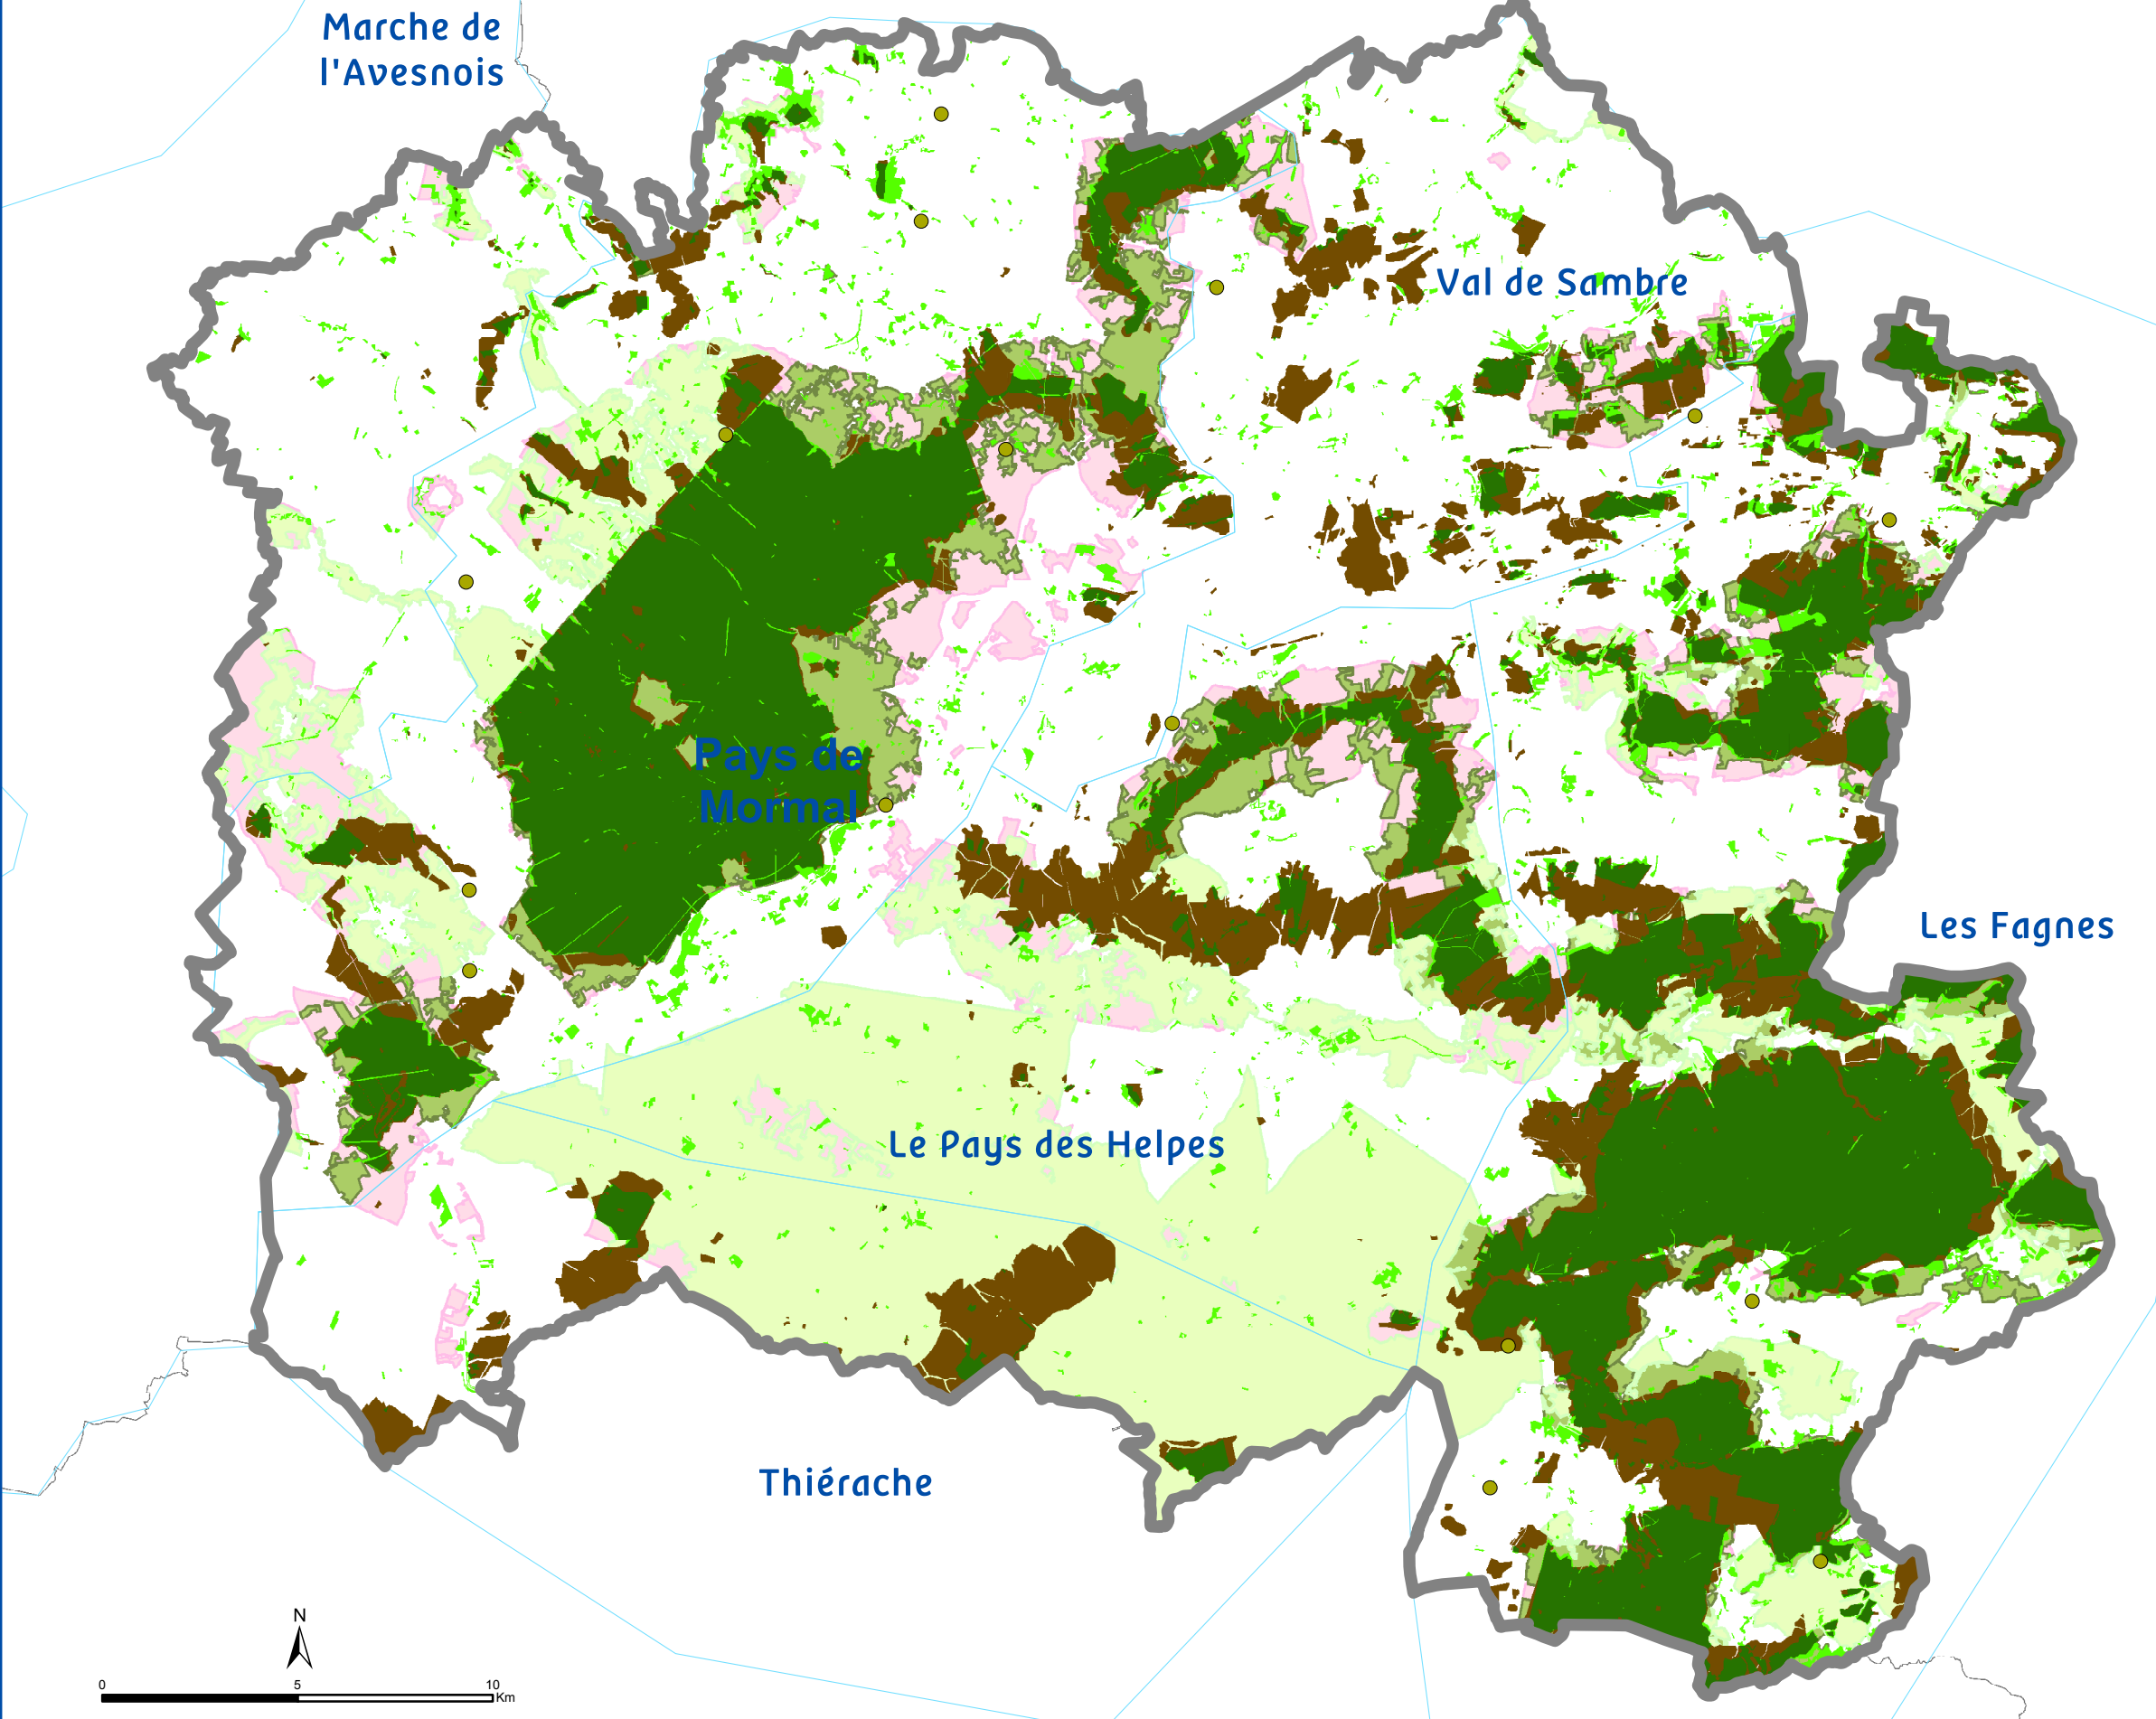 Marche de
l'Avesnois
Val de Sambre
Pays de
Mormal
Les Fagnes
Le Pays des Helpes
Thiérache
N
0 5 10
Km